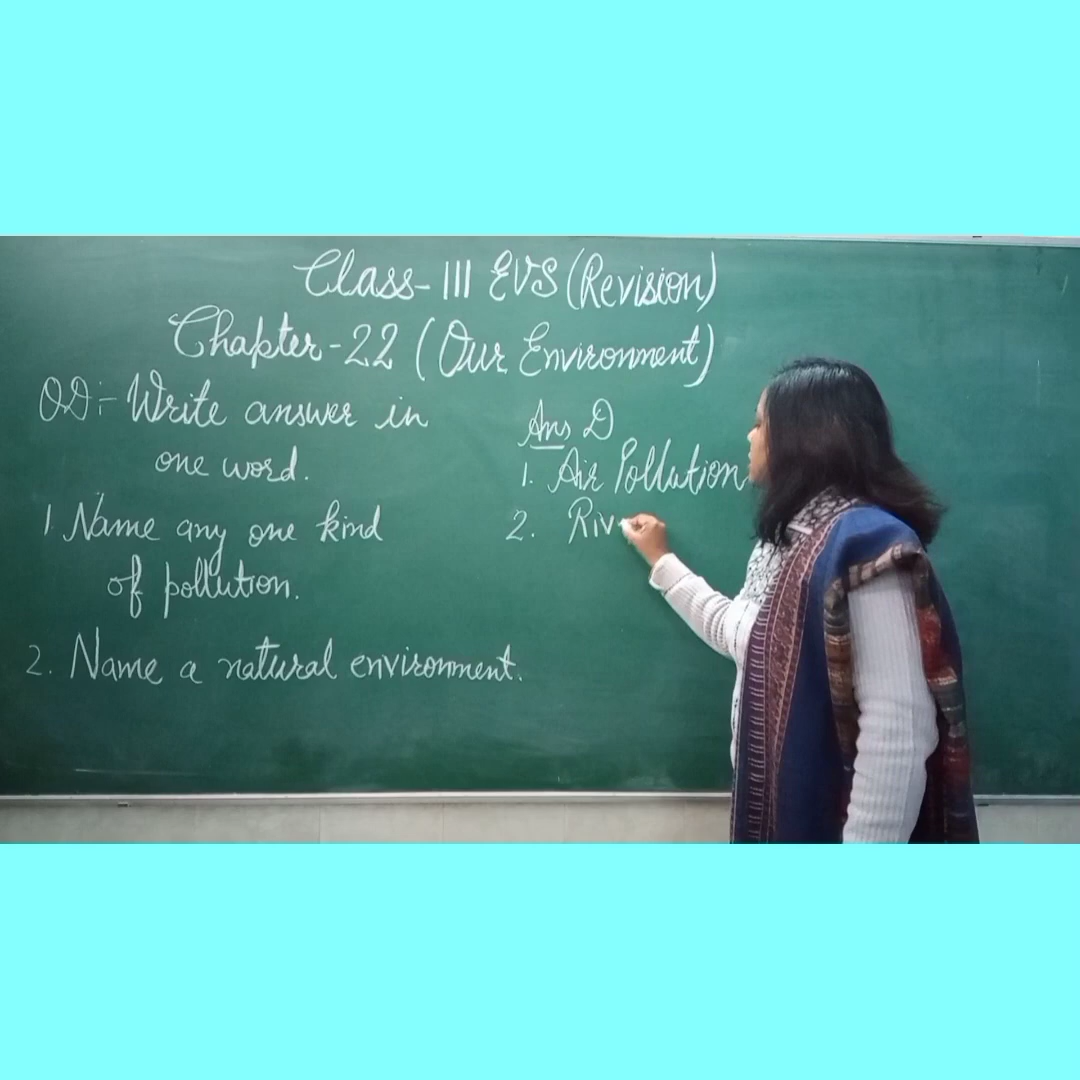 Class-III EVS (Revision)
Chapter-22 (Our Environment)
QD:- Write answer in
one word.
1. Name any one kind
of pollution.
2. Name a natural environment.
Ans D
1. Air Pollution
2. Riv